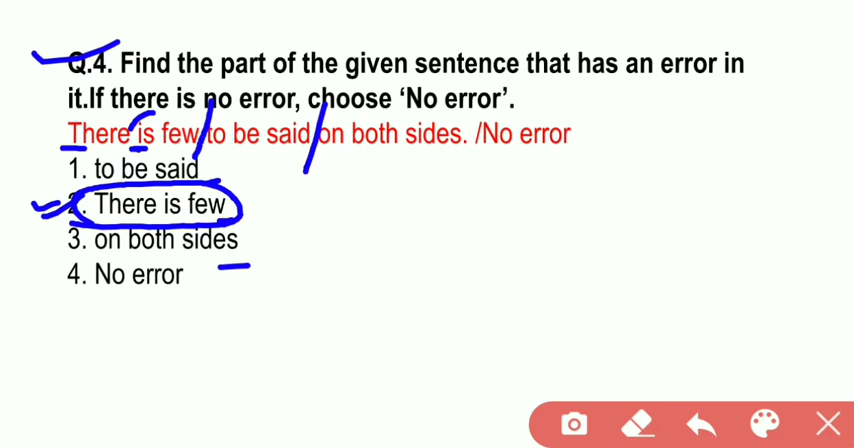 Q.4. Find the part of the given sentence that has an error in
it.If there is no error, choose ‘No error’.
There is few to be said on both sides. /No error
1. to be said
2. There is few
3. on both sides
4. No error